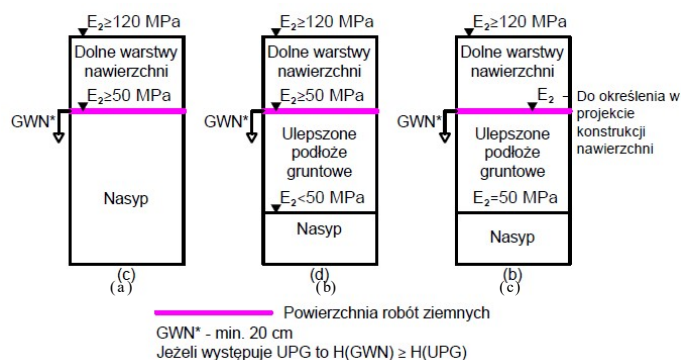 E₂≥120 MPa
Dolne warstwy
nawierzchni
E₂≥50 MPa
GWN*
Nasyp
(c)
(a)
E₂≥120 MPa
Dolne warstwy
nawierzchni
E₂≥50 MPa
GWN*
Ulepszone
podłoże
gruntowe
E₂<50 MPa
Nasyp
(d)
(b)
E₂≥120 MPa
Dolne warstwy
nawierzchni
E₂ – Do określenia w
projekcie
konstrukcji
nawierzchni
GWN*
Ulepszone
podłoże
gruntowe
E₂=50 MPa
Nasyp
(b)
(c)
Powierzchnia robót ziemnych
GWN* - min. 20 cm
Jeżeli występuje UPG to H(GWN) ≥ H(UPG)